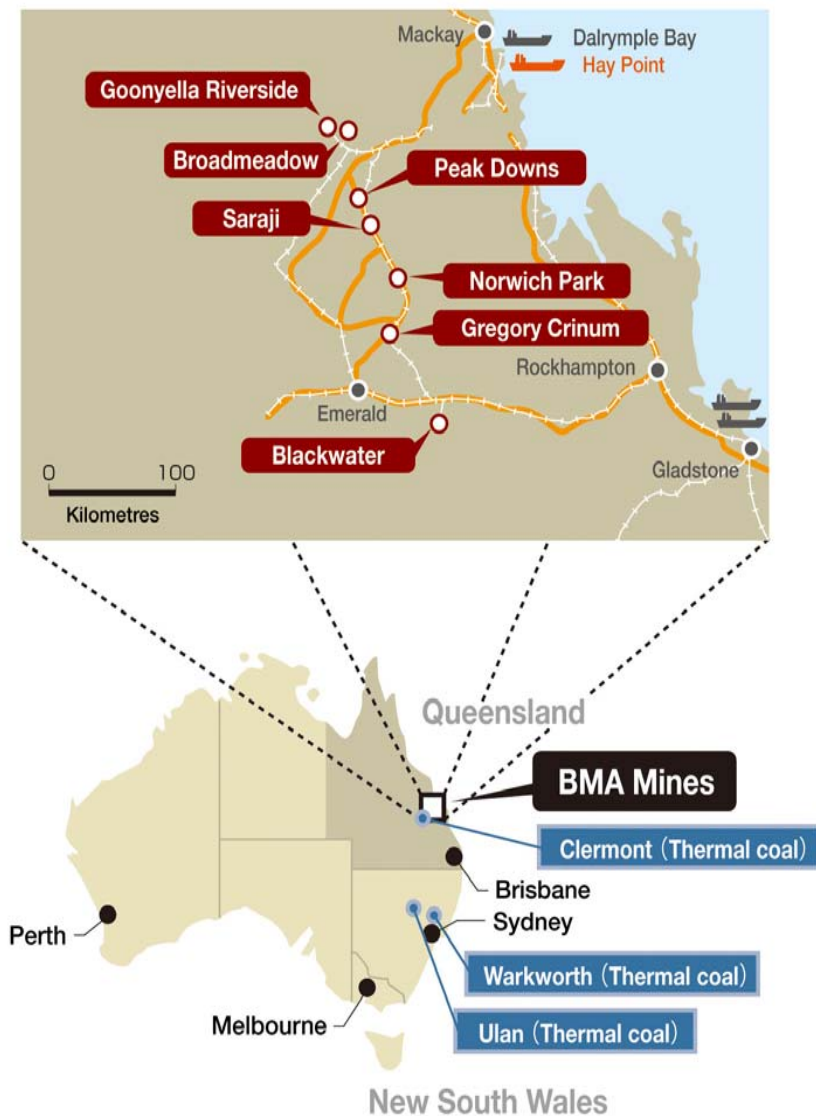 Mackay
Dalrymple Bay
Hay Point
Goonyella Riverside
Broadmeadow
Peak Downs
Saraji
Norwich Park
Gregory Crinum
Rockhampton
Emerald
Blackwater
Gladstone
0 100
Kilometres
Queensland
BMA Mines
Clermont (Thermal coal)
Brisbane
Perth
Sydney
Warkworth (Thermal coal)
Melbourne
Ulan (Thermal coal)
New South Wales